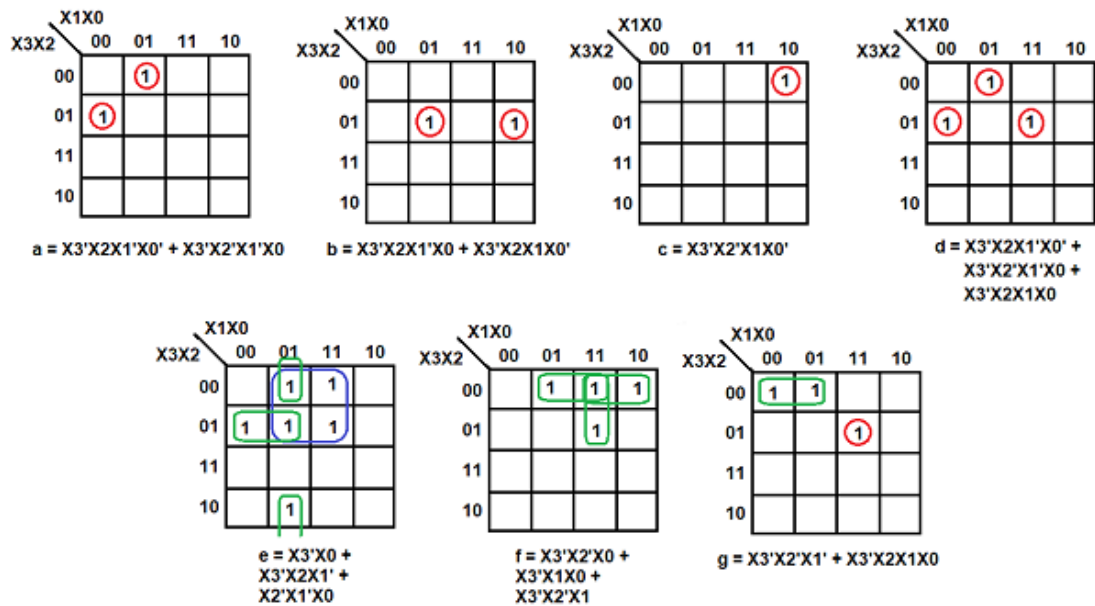 X1X0
X3X2 00 01 11 10
00 1
01 1
11
10
a = X3'X2X1'X0' + X3'X2'X1'X0
X1X0
X3X2 00 01 11 10
00
01 1 1
11
10
b = X3'X2X1'X0 + X3'X2X1X0'
X1X0
X3X2 00 01 11 10
00 1
01
11
10
c = X3'X2'X1X0'
X1X0
X3X2 00 01 11 10
00 1
01 1 1
11
10
d = X3'X2X1'X0' +
X3'X2'X1'X0 +
X3'X2X1X0
X1X0
X3X2 00 01 11 10
00 1 1
01 1 1 1
11
10 1
e = X3'X0 +
X3'X2X1' +
X2'X1'X0
X1X0
X3X2 00 01 11 10
00 1 1 1
01 1
11
10
f = X3'X2'X0 +
X3'X1X0 +
X3'X2'X1
X1X0
X3X2 00 01 11 10
00 1 1
01 1
11
10
g = X3'X2'X1' + X3'X2X1X0